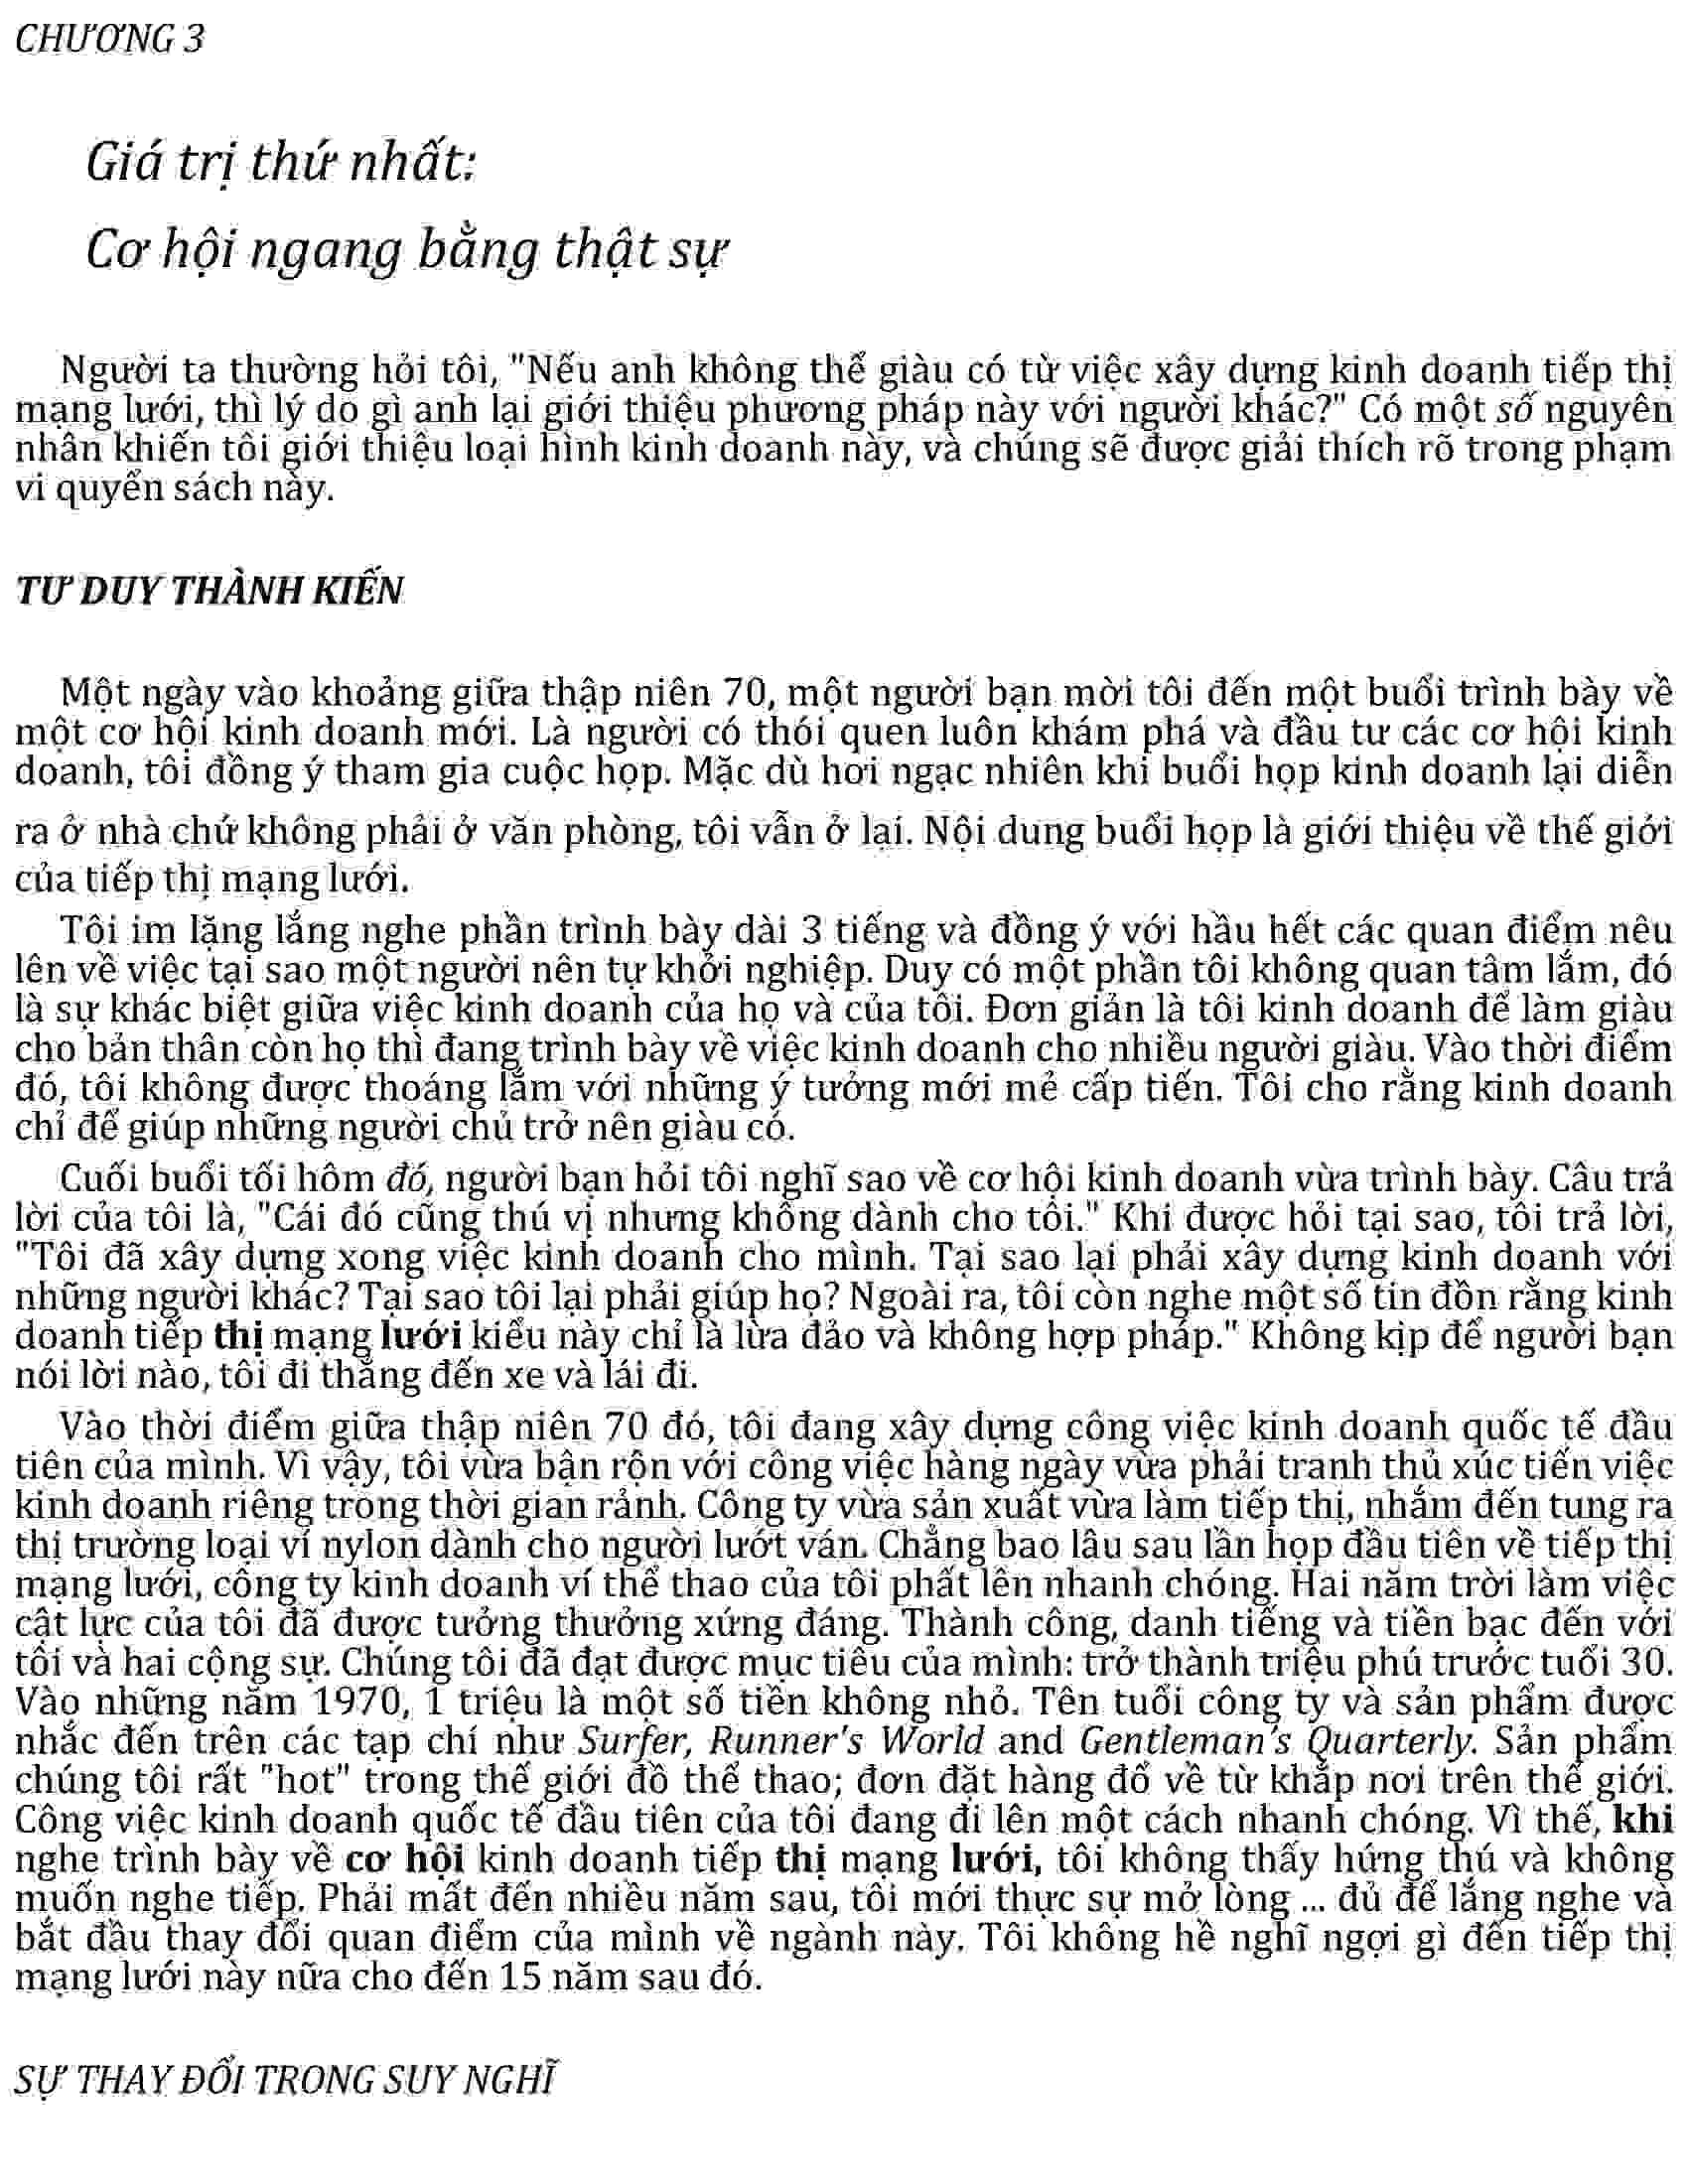 CHƯƠNG 3
Giá trị thứ nhất:
Cơ hội ngang bằng thật sự
Người ta thường hỏi tôi, "Nếu anh không thể giàu có từ việc xây dựng kinh doanh tiếp thị
mạng lưới, thì lý do gì anh lại giới thiệu phương pháp này với người khác?" Có một số nguyên
nhân khiến tôi giới thiệu loại hình kinh doanh này, và chúng sẽ được giải thích rõ trong phạm
vi quyển sách này.
TƯ DUY THÀNH KIẾN
Một ngày vào khoảng giữa thập niên 70, một người bạn mời tôi đến một buổi trình bày về
một cơ hội kinh doanh mới. Là người có thói quen luôn khám phá và đầu tư các cơ hội kinh
doanh, tôi đồng ý tham gia cuộc họp. Mặc dù hơi ngạc nhiên khi buổi họp kinh doanh lại diễn
ra ở nhà chứ không phải ở văn phòng, tôi vẫn ở lại. Nội dung buổi họp là giới thiệu về thế giới
của tiếp thị mạng lưới.
Tôi im lặng lắng nghe phần trình bày dài 3 tiếng và đồng ý với hầu hết các quan điểm nêu
lên về việc tại sao một người nên tự khởi nghiệp. Duy có một phần tôi không quan tâm lắm, đó
là sự khác biệt giữa việc kinh doanh của họ và của tôi. Đơn giản là tôi kinh doanh để làm giàu
cho bản thân còn họ thì đang trình bày về việc kinh doanh cho nhiều người giàu. Vào thời điểm
đó, tôi không được thoáng lắm với những ý tưởng mới mẻ cấp tiến. Tôi cho rằng kinh doanh
chỉ để giúp những người chủ trở nên giàu có.
Cuối buổi tối hôm đó, người bạn hỏi tôi nghĩ sao về cơ hội kinh doanh vừa trình bày. Câu trả
lời của tôi là, "Cái đó cũng thú vị nhưng không dành cho tôi." Khi được hỏi tại sao, tôi trả lời,
"Tôi đã xây dựng xong việc kinh doanh cho mình. Tại sao lại phải xây dựng kinh doanh với
những người khác? Tại sao tôi lại phải giúp họ? Ngoài ra, tôi còn nghe một số tin đồn rằng kinh
doanh tiếp thị mạng lưới kiểu này chỉ là lừa đảo và không hợp pháp." Không kịp để người bạn
nói lời nào, tôi đi thẳng đến xe và lái đi.
Vào thời điểm giữa thập niên 70 đó, tôi đang xây dựng công việc kinh doanh quốc tế đầu
tiên của mình. Vì vậy, tôi vừa bận rộn với công việc hàng ngày vừa phải tranh thủ xúc tiến việc
kinh doanh riêng trong thời gian rảnh. Công ty vừa sản xuất vừa làm tiếp thị, nhắm đến tung ra
thị trường loại ví nylon dành cho người lướt ván. Chẳng bao lâu sau lần họp đầu tiên về tiếp thị
mạng lưới, công ty kinh doanh ví thể thao của tôi phất lên nhanh chóng. Hai năm trời làm việc
cật lực của tôi đã được tưởng thưởng xứng đáng. Thành công, danh tiếng và tiền bạc đến với
tôi và hai cộng sự. Chúng tôi đã đạt được mục tiêu của mình: trở thành triệu phú trước tuổi 30.
Vào những năm 1970, 1 triệu là một số tiền không nhỏ. Tên tuổi công ty và sản phẩm được
nhắc đến trên các tạp chí như Surfer, Runner's World and Gentleman's Quarterly. Sản phẩm
chúng tôi rất "hot" trong thế giới đồ thể thao; đơn đặt hàng đổ về từ khắp nơi trên thế giới.
Công việc kinh doanh quốc tế đầu tiên của tôi đang đi lên một cách nhanh chóng. Vì thế, khi
nghe trình bày về cơ hội kinh doanh tiếp thị mạng lưới, tôi không thấy hứng thú và không
muốn nghe tiếp. Phải mất đến nhiều năm sau, tôi mới thực sự mở lòng ... đủ để lắng nghe và
bắt đầu thay đổi quan điểm của mình về ngành này. Tôi không hề nghĩ ngợi gì đến tiếp thị
mạng lưới này nữa cho đến 15 năm sau đó.
SỰ THAY ĐỔI TRONG SUY NGHĨ